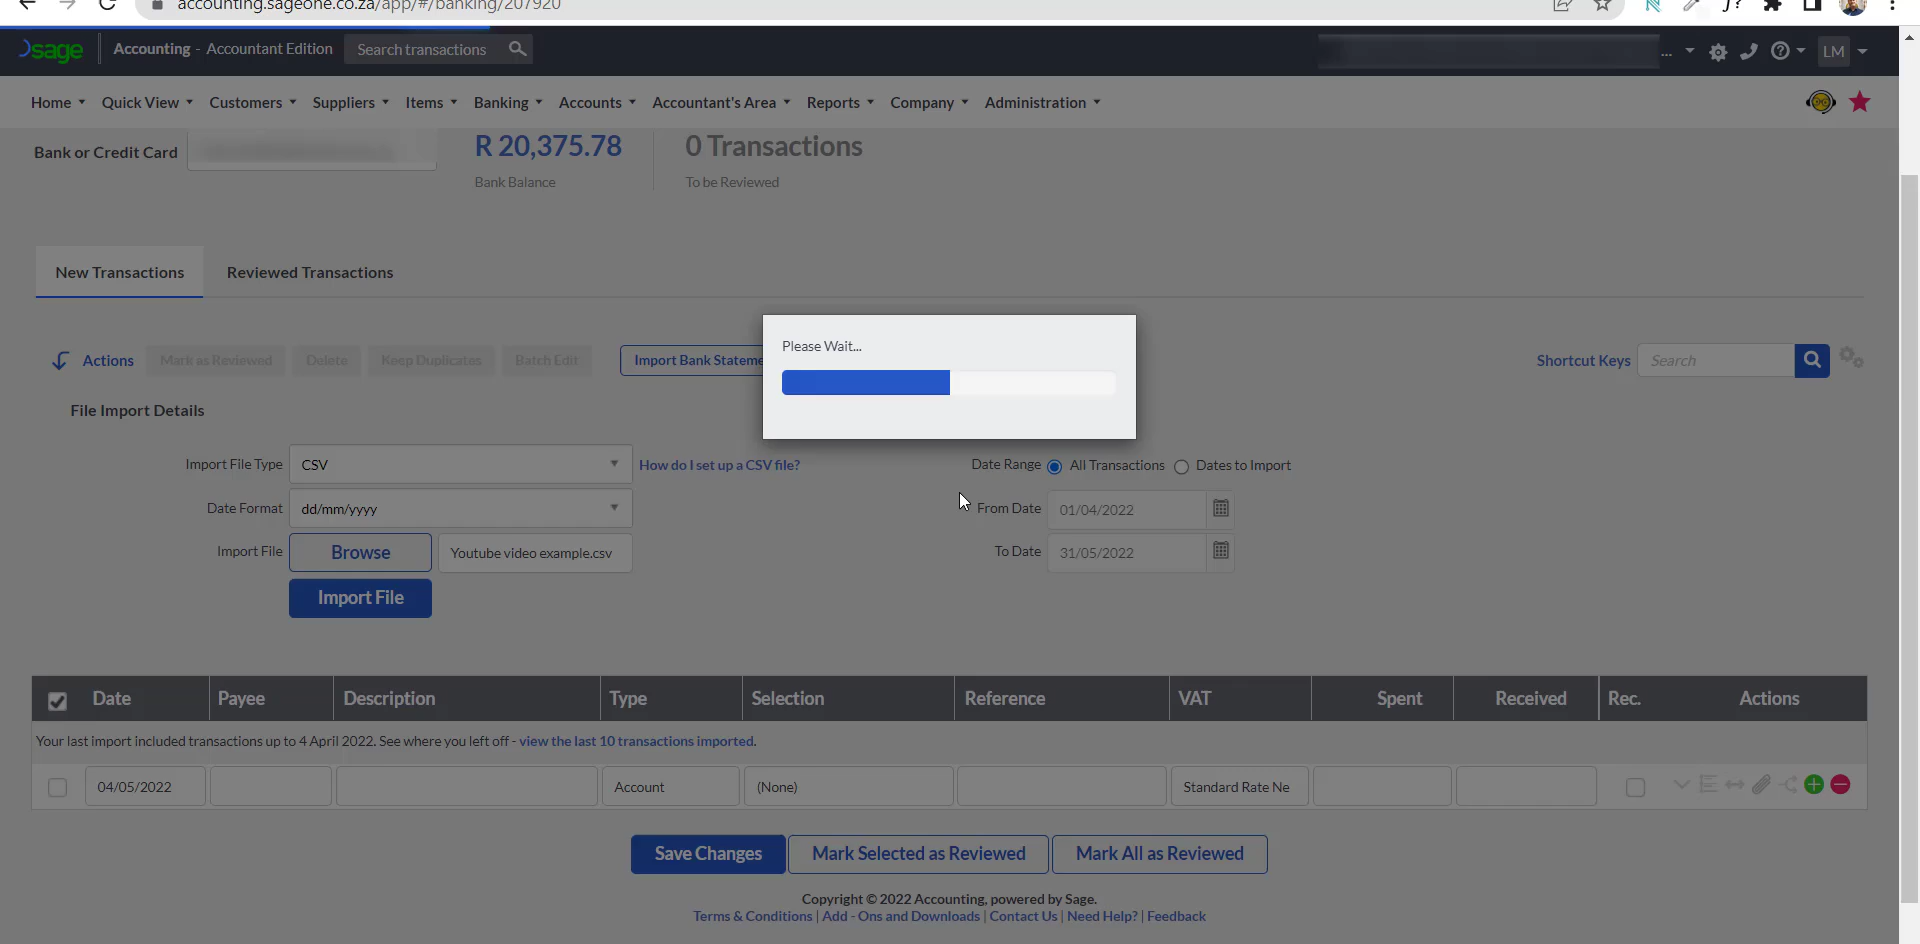 accounting.sageone.co.za/app/#/banking/207920
sage Accounting - Accountant Edition Search transactions ... LM
Home Quick View Customers Suppliers Items Banking Accounts Accountant's Area Reports Company Administration
Bank or Credit Card R 20,375.78 0 Transactions
Bank Balance To be Reviewed
New Transactions Reviewed Transactions
Please Wait...
Actions Mark as Reviewed Delete Keep Duplicates Batch Edit Import Bank Stateme Shortcut Keys Search
File Import Details
Import File Type CSV How do I set up a CSV file? Date Range All Transactions Dates to Import
Date Format dd/mm/yyyy From Date 01/04/2022
Import File Browse Youtube video example.csv To Date 31/05/2022
Import File
Date Payee Description Type Selection Reference VAT Spent Received Rec. Actions
Your last import included transactions up to 4 April 2022. See where you left off - view the last 10 transactions imported.
04/05/2022 Account (None) Standard Rate Ne
Save Changes Mark Selected as Reviewed Mark All as Reviewed
Copyright © 2022 Accounting, powered by Sage.
Terms & Conditions | Add - Ons and Downloads | Contact Us | Need Help? | Feedback